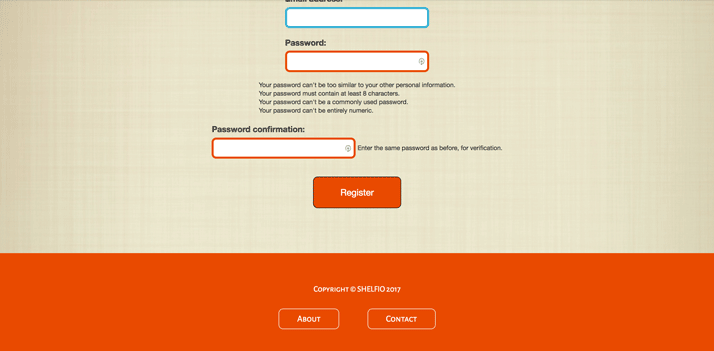 Email address:
Password:
Your password can't be too similar to your other personal information.
Your password must contain at least 8 characters.
Your password can't be a commonly used password.
Your password can't be entirely numeric.
Password confirmation:
Enter the same password as before, for verification.
Register
Copyright © SHELFIO 2017
About Contact